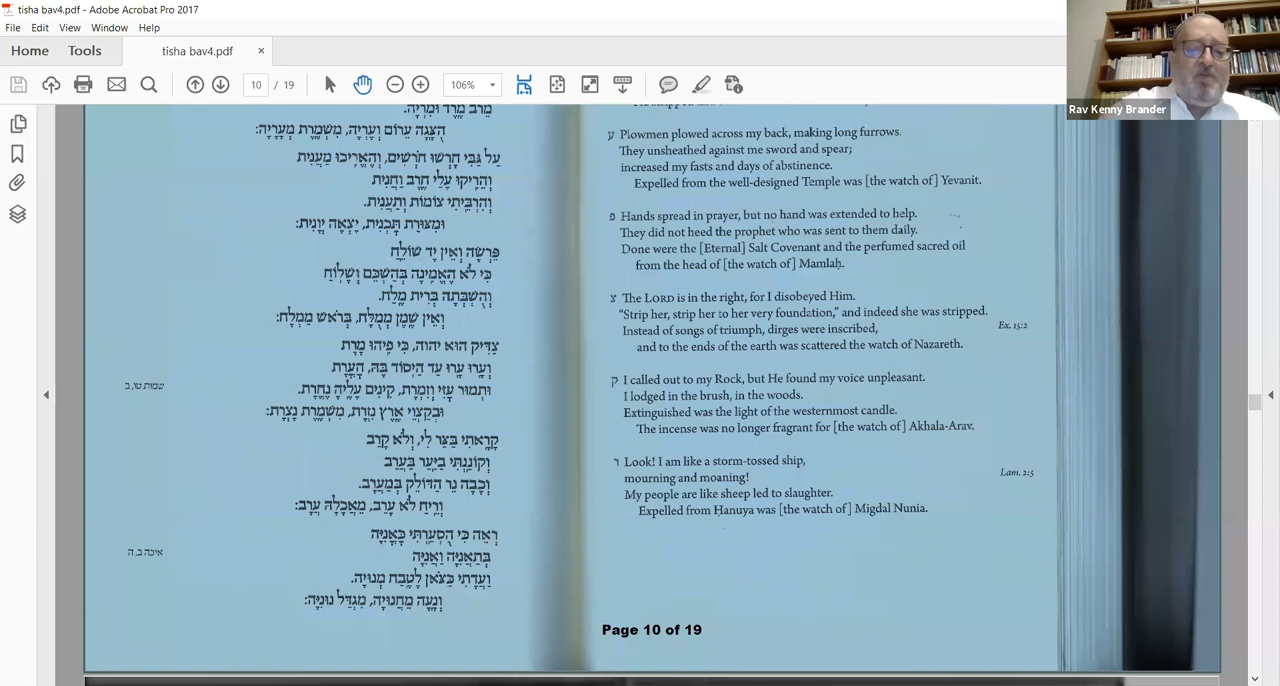 tisha bav4.pdf - Adobe Acrobat Pro 2017
File Edit View Window Help
Home Tools tisha bav4.pdf ×
10 / 19 106%
Rav Kenny Brander
מֵרֹב מֶרֶד וּמִרְיָה.
הֻצְּגָה עֵרוֹם וְעֶרְיָה, מִשְׁמֶרֶת מְעָרָיָה:
עַל גַּבִּי חָרְשׁוּ חוֹרְשִׁים, וְהֶאֱרִיכוּ מַעֲנִית
וְהֵרִיקוּ עָלַי חֶרֶב וַחֲנִית
וְהִרְבֵּיתִי צוֹמוֹת וְתַעֲנִית.
וּמִצּוּרַת תָּכְנִית, יָצְאָה יְוָנִית:
פֵּרְשָׂה וְאֵין יָד שׁוֹלֵחַ
כִּי לֹא הֶאֱמִינָה בְּהַשְׁכֵּם וְשָׁלוֹחַ
וְהֻשְׁבְּתָה בְּרִית מֶלַח.
וְאֵין שֶׁמֶן מְמֻלָּח, בְּרֹאשׁ מַמְלָח:
צַדִּיק הוּא יהוה, כִּי פִיהוּ מָרָת
וְעָרוּ עָרוּ עַד הַיְסוֹד בָּהּ, הָעֳרָת
וּתְמוּר עָזִּי וְזִמְרָת, קִינִים עָלֶיהָ נֶחֱרָת.
שמות טו, ב
וּבְקַצְוֵי אֶרֶץ נִזְרָת, מִשְׁמֶרֶת נָצְרַת:
קָרָאתִי בַּצַּר לִי, וְלֹא קָרַב
וְקוֹנַנְתִּי בַיַּעַר בָּעֲרָב
וְכָבָה נֵר הַדּוֹלֵק בְּמַעֲרָב.
וְרֵיחַ לֹא עָרַב, מֵאֲכָלָהּ עֲרָב:
רְאֵה כִּי הֻסְעַרְתִּי כָּאֳנִיָּה
איכה ב, ה
בְּתַאֲנִיָּה וַאֲנִיָּה
וַעֲדָתִי כַּצֹּאן לָטֶבַח מְנוּיָה.
וְנָעָה מֵחֲנוּיָה, מִגְדַּל נוּנִיָּה:
ע Plowmen plowed across my back, making long furrows.
They unsheathed against me sword and spear;
increased my fasts and days of abstinence.
Expelled from the well-designed Temple was [the watch of] Yevanit.
פ Hands spread in prayer, but no hand was extended to help.
They did not heed the prophet who was sent to them daily.
Done were the [Eternal] Salt Covenant and the perfumed sacred oil
from the head of [the watch of] Mamlaḥ.
צ The LORD is in the right, for I disobeyed Him.
“Strip her, strip her to her very foundation,” and indeed she was stripped.
Ex. 15:2
Instead of songs of triumph, dirges were inscribed,
and to the ends of the earth was scattered the watch of Nazareth.
ק I called out to my Rock, but He found my voice unpleasant.
I lodged in the brush, in the woods.
Extinguished was the light of the westernmost candle.
The incense was no longer fragrant for [the watch of] Akhala-Arav.
ר Look! I am like a storm-tossed ship,
Lam. 2:5
mourning and moaning!
My people are like sheep led to slaughter.
Expelled from Ḥanuya was [the watch of] Migdal Nunia.
Page 10 of 19